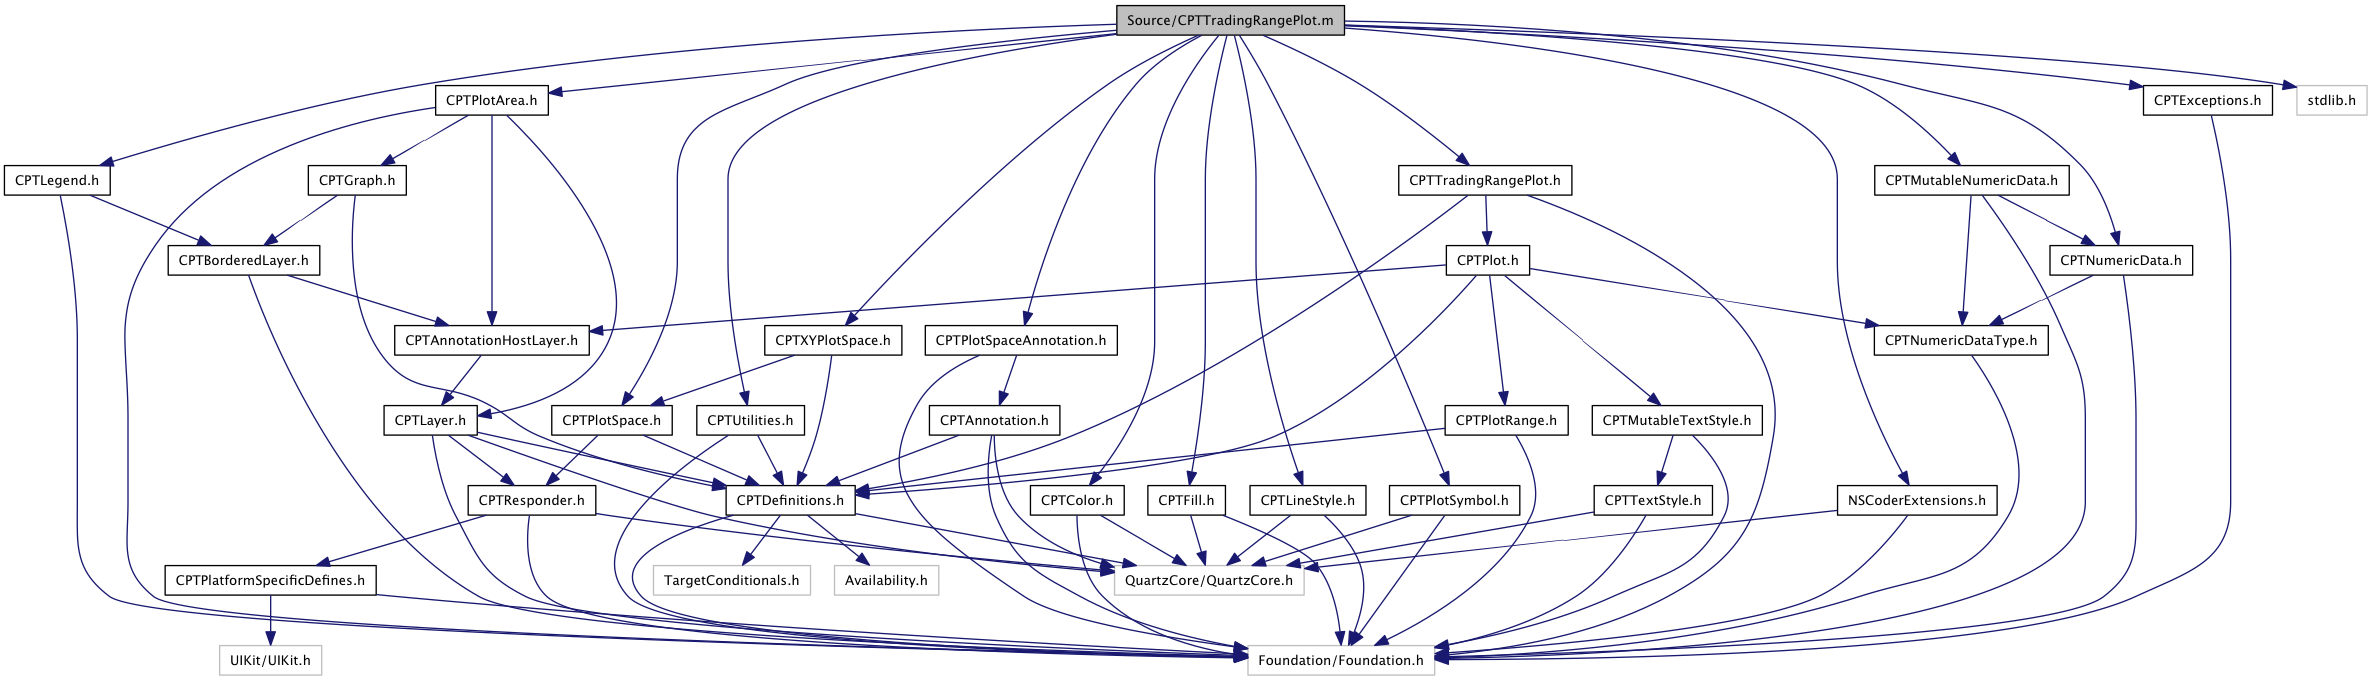 Source/CPTTradingRangePlot.m
CPTPlotArea.h
CPTExceptions.h
stdlib.h
CPTLegend.h
CPTGraph.h
CPTTradingRangePlot.h
CPTMutableNumericData.h
CPTBorderedLayer.h
CPTPlot.h
CPTNumericData.h
CPTAnnotationHostLayer.h
CPTXYPlotSpace.h
CPTPlotSpaceAnnotation.h
CPTNumericDataType.h
CPTLayer.h
CPTPlotSpace.h
CPTUtilities.h
CPTAnnotation.h
CPTPlotRange.h
CPTMutableTextStyle.h
CPTResponder.h
CPTDefinitions.h
CPTColor.h
CPTFill.h
CPTLineStyle.h
CPTPlotSymbol.h
CPTTextStyle.h
NSCoderExtensions.h
CPTPlatformSpecificDefines.h
TargetConditionals.h
Availability.h
QuartzCore/QuartzCore.h
UIKit/UIKit.h
Foundation/Foundation.h